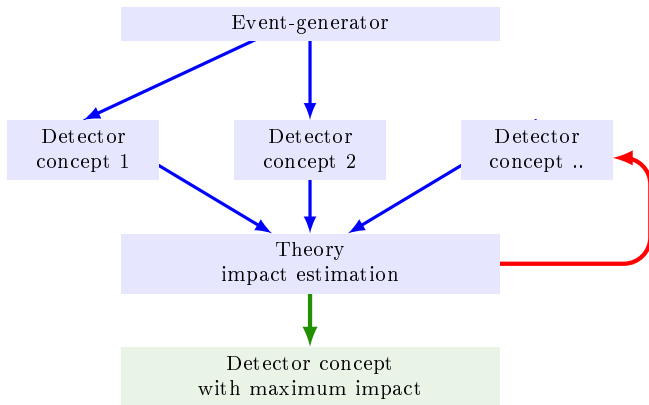 Event-generator
Detector
concept 1
Detector
concept 2
Detector
concept ..
Theory
impact estimation
Detector concept
with maximum impact